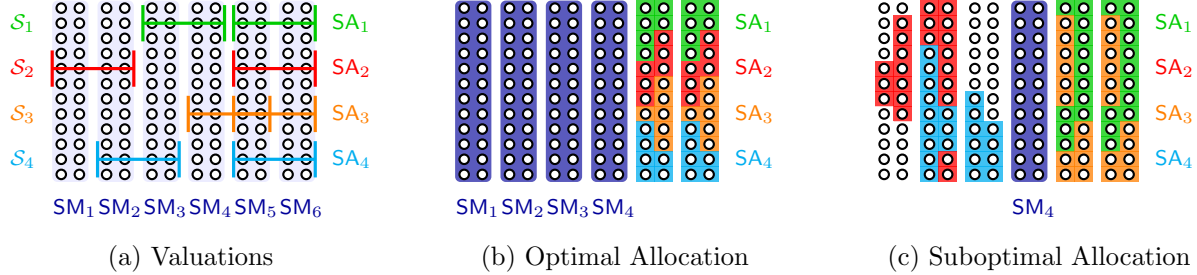 𝒮₁ SA₁ SA₁ SA₁
𝒮₂ SA₂ SA₂ SA₂
𝒮₃ SA₃ SA₃ SA₃
𝒮₄ SA₄ SA₄ SA₄
SM₁ SM₂ SM₃ SM₄ SM₅ SM₆ SM₁ SM₂ SM₃ SM₄ SM₄
(a) Valuations (b) Optimal Allocation (c) Suboptimal Allocation